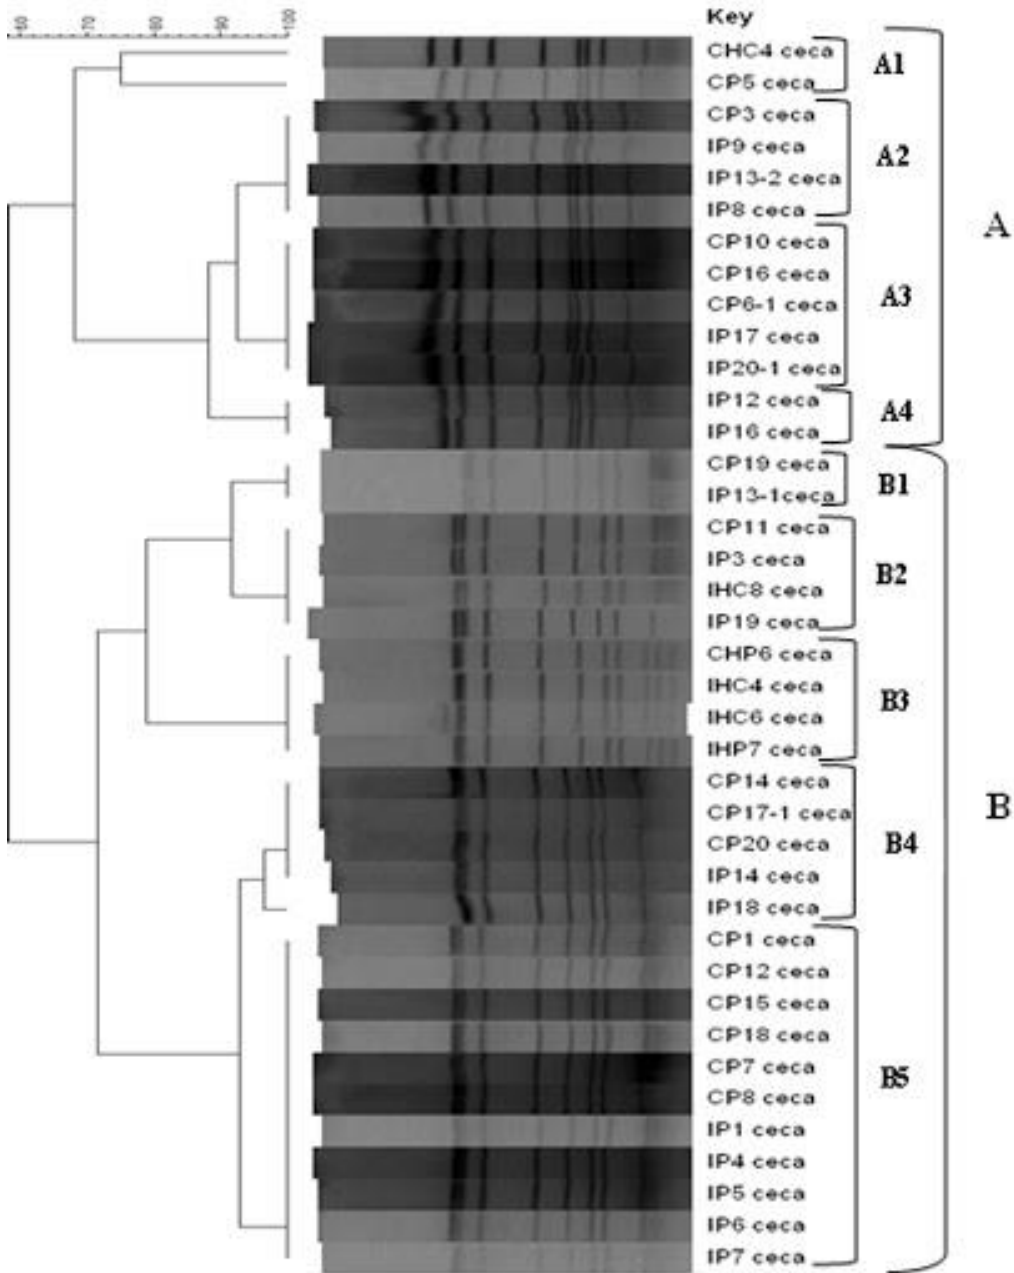 60 70 80 90 100
Key
CHC4 ceca
A1
CP5 ceca
CP3 ceca
IP9 ceca
A2
IP13-2 ceca
IP8 ceca
A
CP10 ceca
CP16 ceca
A3
CP6-1 ceca
IP17 ceca
IP20-1 ceca
IP12 ceca
A4
IP16 ceca
CP19 ceca
B1
IP13-1ceca
CP11 ceca
IP3 ceca
B2
IHC8 ceca
IP19 ceca
CHP6 ceca
IHC4 ceca
B3
IHC6 ceca
IHP7 ceca
CP14 ceca
B
CP17-1 ceca
CP20 ceca
B4
IP14 ceca
IP18 ceca
CP1 ceca
CP12 ceca
CP15 ceca
CP18 ceca
CP7 ceca
B5
CP8 ceca
IP1 ceca
IP4 ceca
IP5 ceca
IP6 ceca
IP7 ceca